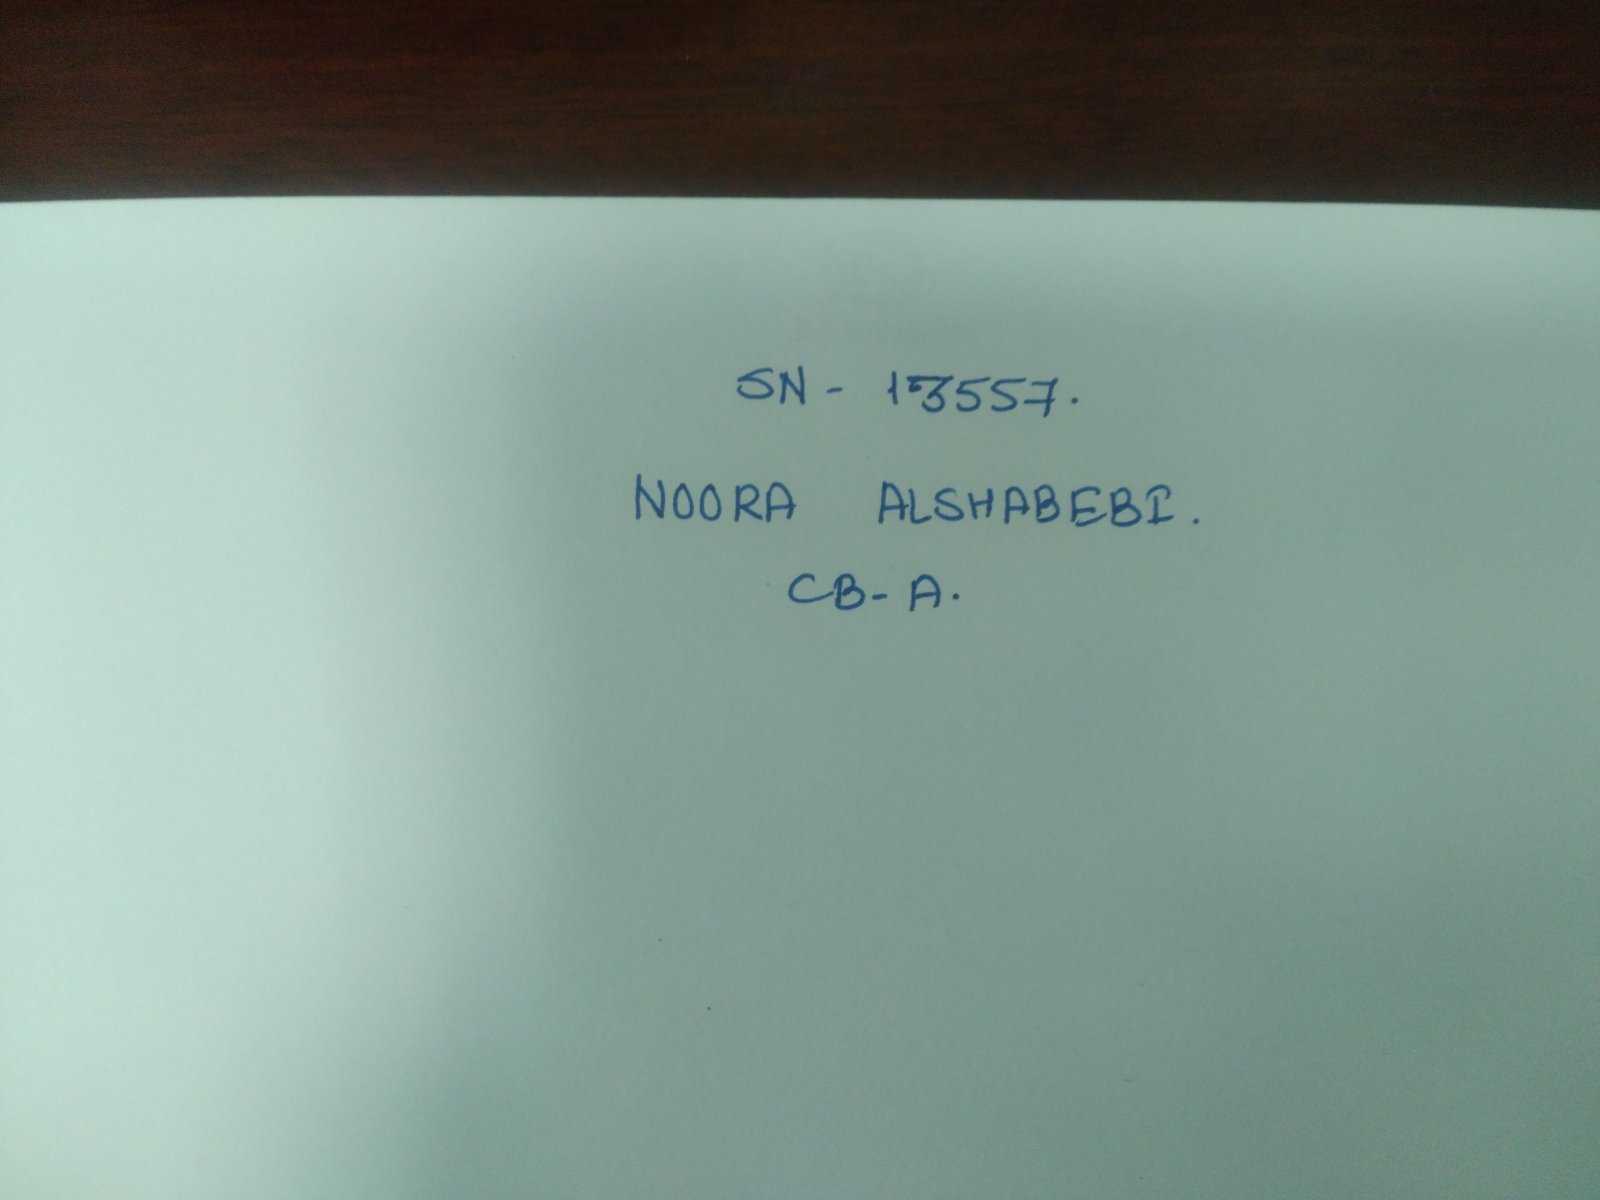 SN - 13557.
NOORA ALSHABEBI.
CB - A.